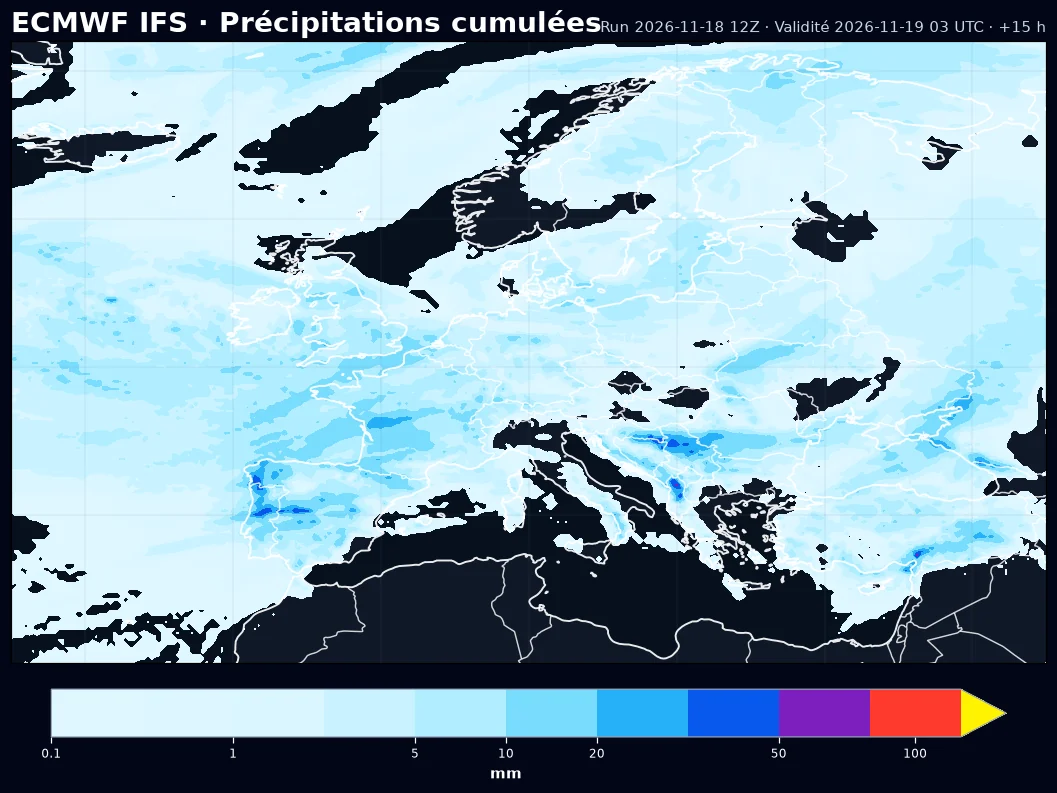 ECMWF IFS · Précipitations cumulées
Run 2026-11-18 12Z · Validité 2026-11-19 03 UTC · +15 h
0.1 1 5 10 20 50 100
mm